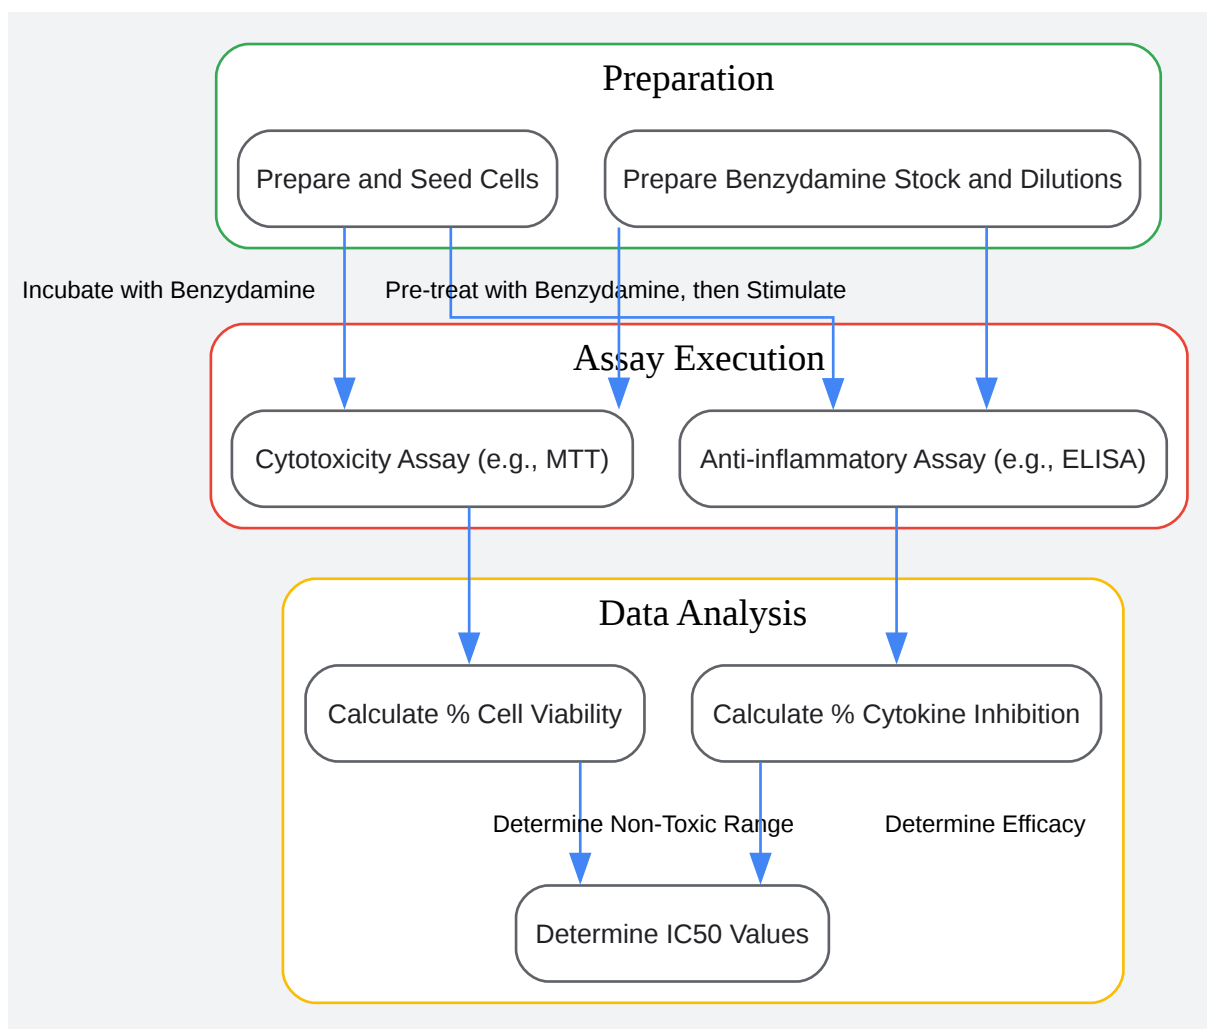 Preparation
Prepare and Seed Cells
Prepare Benzydamine Stock and Dilutions
Incubate with Benzydamine
Pre-treat with Benzydamine, then Stimulate
Assay Execution
Cytotoxicity Assay (e.g., MTT)
Anti-inflammatory Assay (e.g., ELISA)
Data Analysis
Calculate % Cell Viability
Calculate % Cytokine Inhibition
Determine Non-Toxic Range
Determine Efficacy
Determine IC50 Values